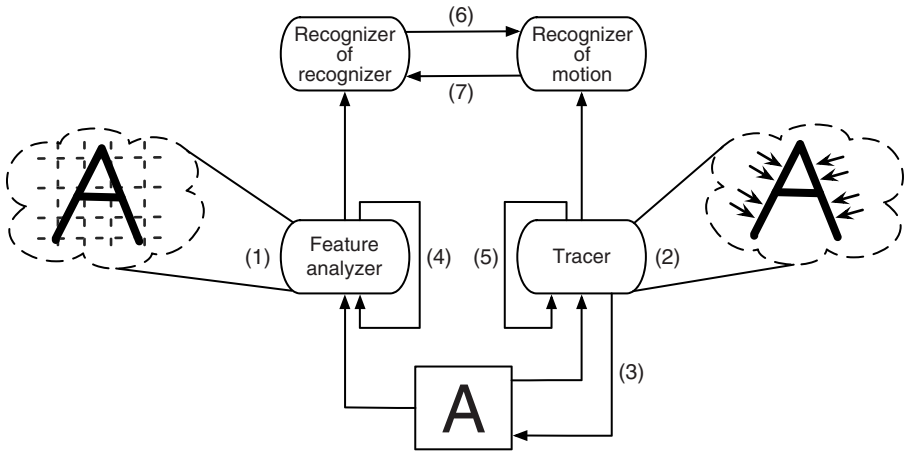 (6)
Recognizer
of
recognizer
Recognizer
of
motion
(7)
A
A
(1)
Feature
analyzer
(4)
(5)
Tracer
(2)
(3)
A